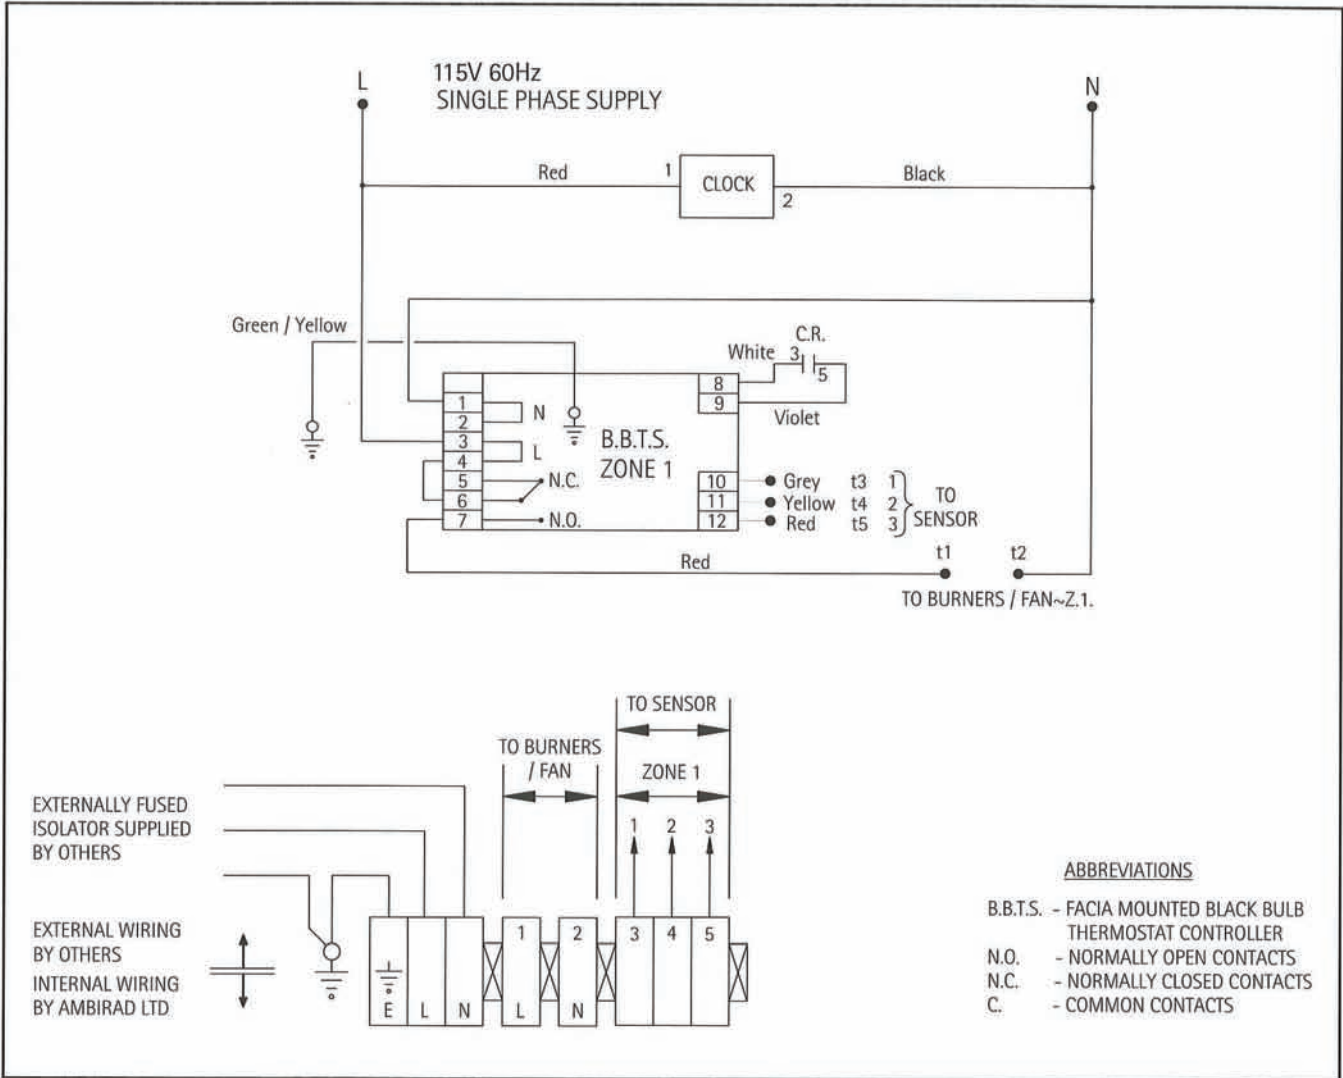 L
115V 60Hz
SINGLE PHASE SUPPLY
N
Red
1
CLOCK
2
Black
Green / Yellow
C.R.
White
3
5
8
9
Violet
1
2
3
4
5
6
7
N
L
N.C.
N.O.
B.B.T.S.
ZONE 1
10
11
12
Grey t3 1
Yellow t4 2
Red t5 3
TO
SENSOR
Red
t1
t2
TO BURNERS / FAN~Z.1.
TO SENSOR
TO BURNERS
/ FAN
ZONE 1
1 2 3
EXTERNALLY FUSED
ISOLATOR SUPPLIED
BY OTHERS
EXTERNAL WIRING
BY OTHERS
INTERNAL WIRING
BY AMBIRAD LTD
1 2 3 4 5
E L N L N
ABBREVIATIONS
B.B.T.S. - FACIA MOUNTED BLACK BULB
THERMOSTAT CONTROLLER
N.O. - NORMALLY OPEN CONTACTS
N.C. - NORMALLY CLOSED CONTACTS
C. - COMMON CONTACTS